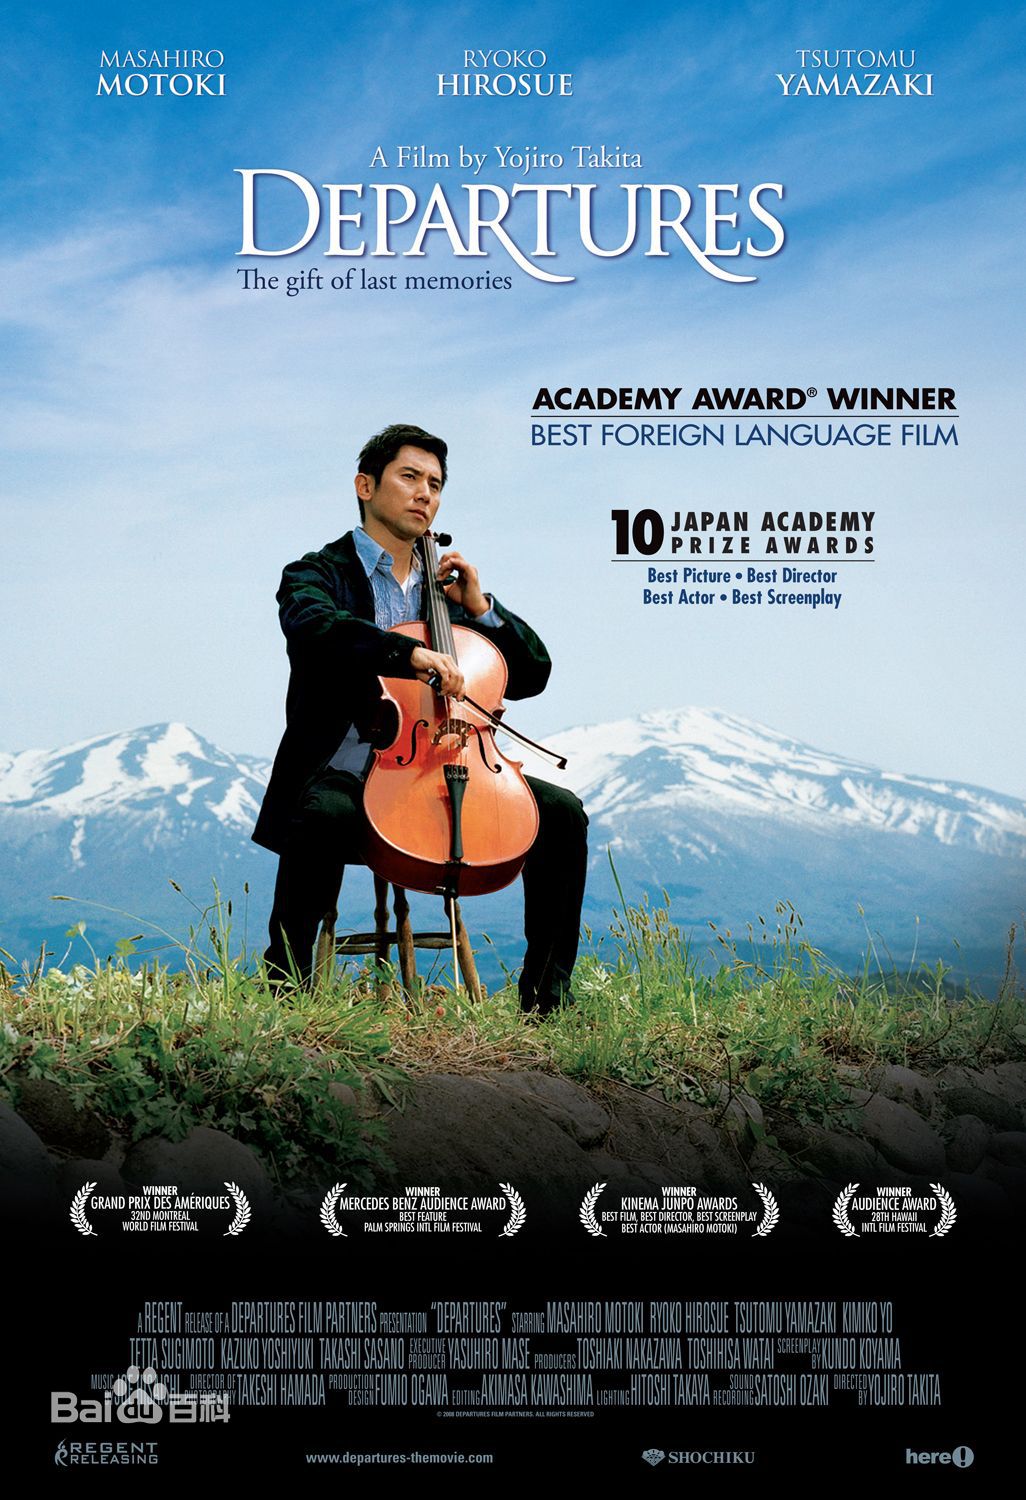 MASAHIRO MOTOKI
RYOKO HIROSUE
TSUTOMU YAMAZAKI
A Film by Yojiro Takita
DEPARTURES
The gift of last memories
ACADEMY AWARD® WINNER
BEST FOREIGN LANGUAGE FILM
10 JAPAN ACADEMY
PRIZE AWARDS
Best Picture • Best Director
Best Actor • Best Screenplay
WINNER
GRAND PRIX DES AMÉRIQUES
32ND MONTREAL
WORLD FILM FESTIVAL
WINNER
MERCEDES BENZ AUDIENCE AWARD
BEST FEATURE
PALM SPRINGS INTL FILM FESTIVAL
WINNER
KINEMA JUNPO AWARDS
BEST FILM, BEST DIRECTOR, BEST SCREENPLAY
BEST ACTOR (MASAHIRO MOTOKI)
WINNER
AUDIENCE AWARD
28TH HAWAII
INTL FILM FESTIVAL
A REGENT RELEASE OF A DEPARTURES FILM PARTNERS PRESENTATION "DEPARTURES" STARRING MASAHIRO MOTOKI RYOKO HIROSUE TSUTOMU YAMAZAKI KIMIKO YO
TETTA SUGIMOTO KAZUKO YOSHIYUKI TAKASHI SASANO EXECUTIVE PRODUCER YASUHIRO MASE PRODUCERS TOSHIAKI NAKAZAWA TOSHIHISA WATAI SCREENPLAY BY KUNDO KOYAMA
MUSIC DIRECTOR OF PHOTOGRAPHY TAKESHI HAMADA PRODUCTION DESIGN FUMIO OGAWA EDITING AKIMASA KAWASHIMA LIGHTING HITOSHI TAKAYA SOUND RECORDING SATOSHI OZAKI DIRECTED BY YOJIRO TAKITA
Bai 百科
© 2008 DEPARTURES FILM PARTNERS. ALL RIGHTS RESERVED
REGENT
RELEASING
www.departures-themovie.com
SHOCHIKU
here!